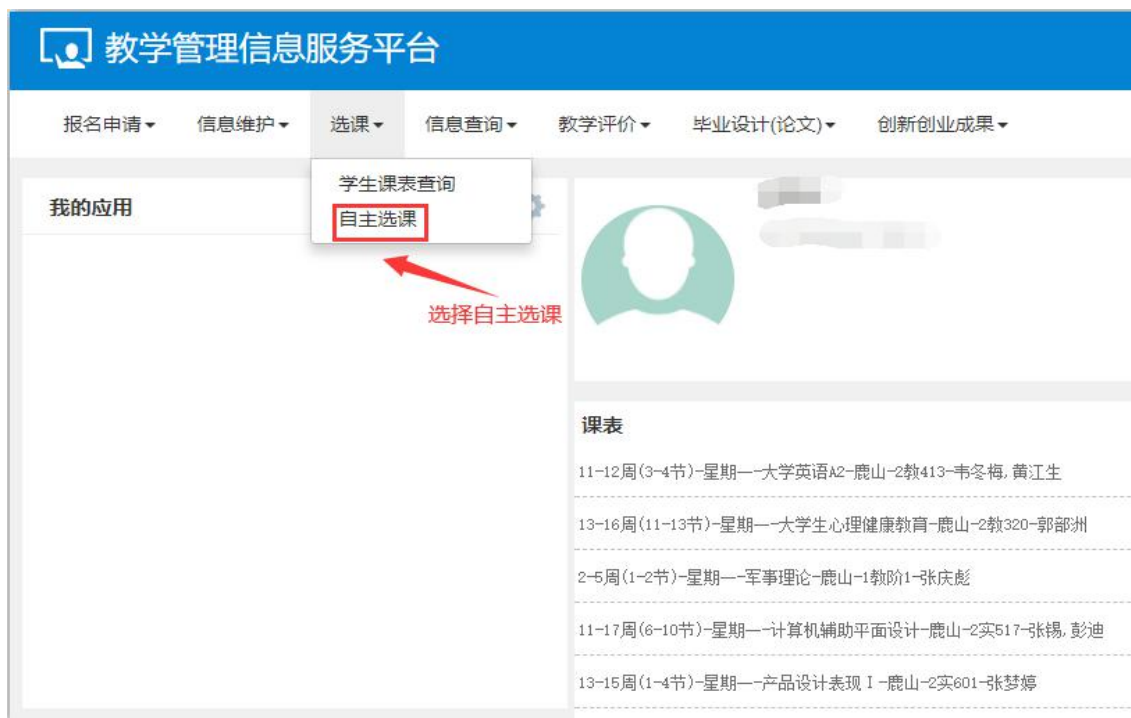 教学管理信息服务平台
报名申请 信息维护 选课 信息查询 教学评价 毕业设计(论文) 创新创业成果
学生课表查询
自主选课
我的应用
选择自主选课
课表
11-12周(3-4节)-星期一-大学英语A2-鹿山-2教413-韦冬梅,黄江生
13-16周(11-13节)-星期一-大学生心理健康教育-鹿山-2教320-郭部洲
2-5周(1-2节)-星期一-军事理论-鹿山-1教阶1-张庆彪
11-17周(6-10节)-星期一-计算机辅助平面设计-鹿山-2实517-张锡,彭迪
13-15周(1-4节)-星期一-产品设计表现Ⅰ-鹿山-2实601-张梦婷